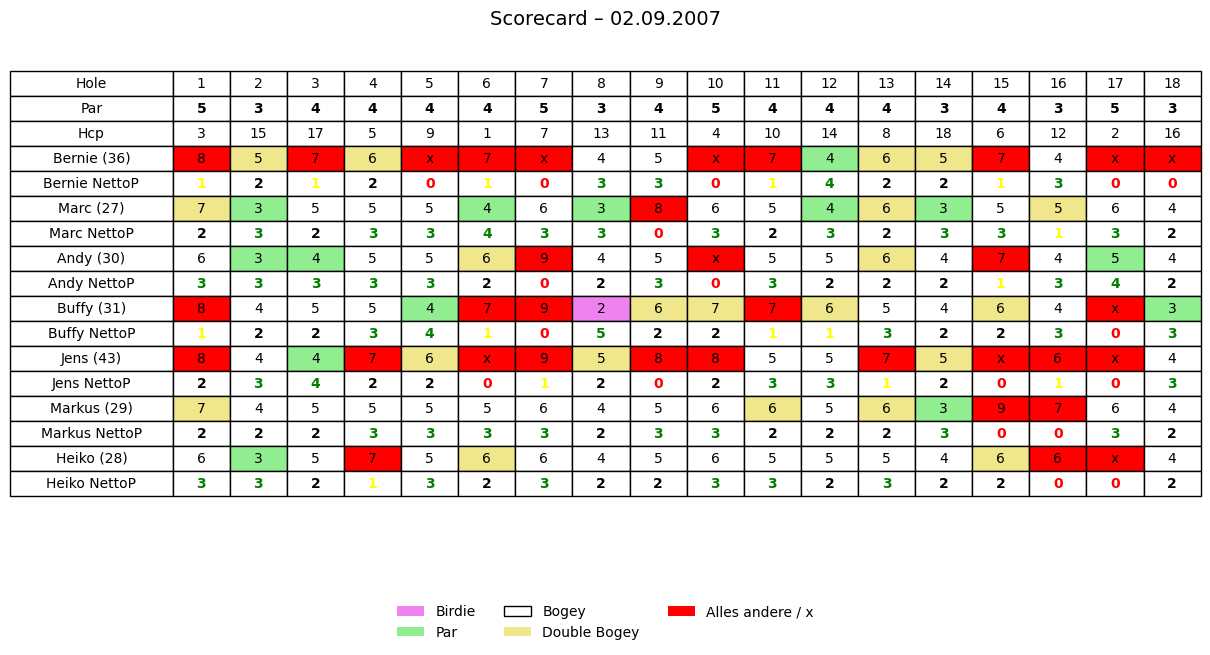 Scorecard – 02.09.2007
Hole 1 2 3 4 5 6 7 8 9 10 11 12 13 14 15 16 17 18
Par 5 3 4 4 4 4 5 3 4 5 4 4 4 3 4 3 5 3
Hcp 3 15 17 5 9 1 7 13 11 4 10 14 8 18 6 12 2 16
Bernie (36) 8 5 7 6 x 7 x 4 5 x 7 4 6 5 7 4 x x
Bernie NettoP 1 2 1 2 0 1 0 3 3 0 1 4 2 2 1 3 0 0
Marc (27) 7 3 5 5 5 4 6 3 8 6 5 4 6 3 5 5 6 4
Marc NettoP 2 3 2 3 3 4 3 3 0 3 2 3 2 3 3 1 3 2
Andy (30) 6 3 4 5 5 6 9 4 5 x 5 5 6 4 7 4 5 4
Andy NettoP 3 3 3 3 3 2 0 2 3 0 3 2 2 2 1 3 4 2
Buffy (31) 8 4 5 5 4 7 9 2 6 7 7 6 5 4 6 4 x 3
Buffy NettoP 1 2 2 3 4 1 0 5 2 2 1 1 3 2 2 3 0 3
Jens (43) 8 4 4 7 6 x 9 5 8 8 5 5 7 5 x 6 x 4
Jens NettoP 2 3 4 2 2 0 1 2 0 2 3 3 1 2 0 1 0 3
Markus (29) 7 4 5 5 5 5 6 4 5 6 6 5 6 3 9 7 6 4
Markus NettoP 2 2 2 3 3 3 3 2 3 3 2 2 2 3 0 0 3 2
Heiko (28) 6 3 5 7 5 6 6 4 5 6 5 5 5 4 6 6 x 4
Heiko NettoP 3 3 2 1 3 2 3 2 2 3 3 2 3 2 2 0 0 2
Birdie Bogey Alles andere / x
Par Double Bogey